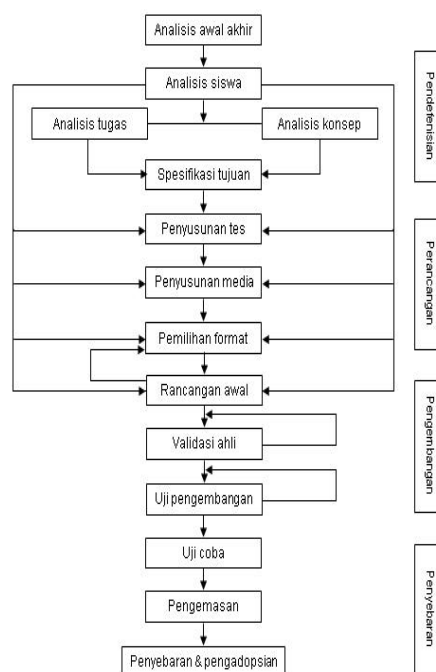 Analisis awal akhir
Analisis siswa
Analisis tugas
Analisis konsep
Spesifikasi tujuan
Penyusunan tes
Penyusunan media
Pemilihan format
Rancangan awal
Validasi ahli
Uji pengembangan
Uji coba
Pengemasan
Penyebaran & pengadopsian
Pendefenisian
Perancangan
Pengembangan
Penyebaran